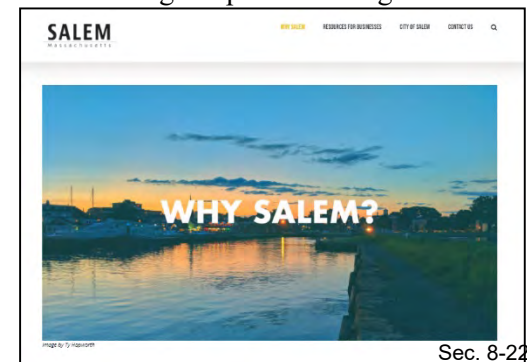 SALEM
Massachusetts
WHY SALEM
RESOURCES FOR BUSINESSES
CITY OF SALEM
CONTACT US
WHY SALEM?
Image by Ty Hapworth
Sec. 8-22